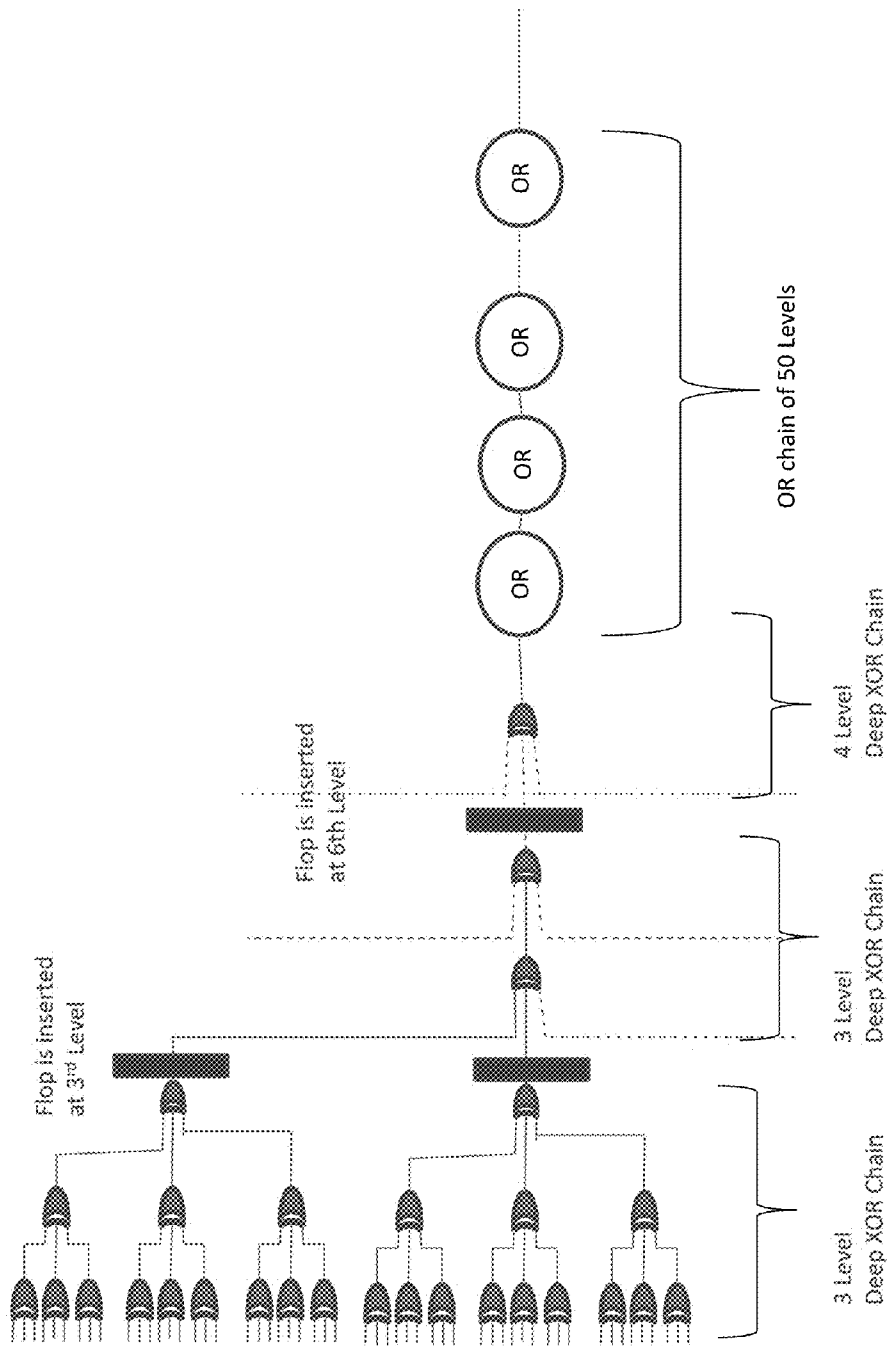 Flop is inserted
at 3rd Level
Flop is inserted
at 6th Level
OR
OR
OR
OR
3 Level
Deep XOR Chain
3 Level
Deep XOR Chain
4 Level
Deep XOR Chain
OR chain of 50 Levels